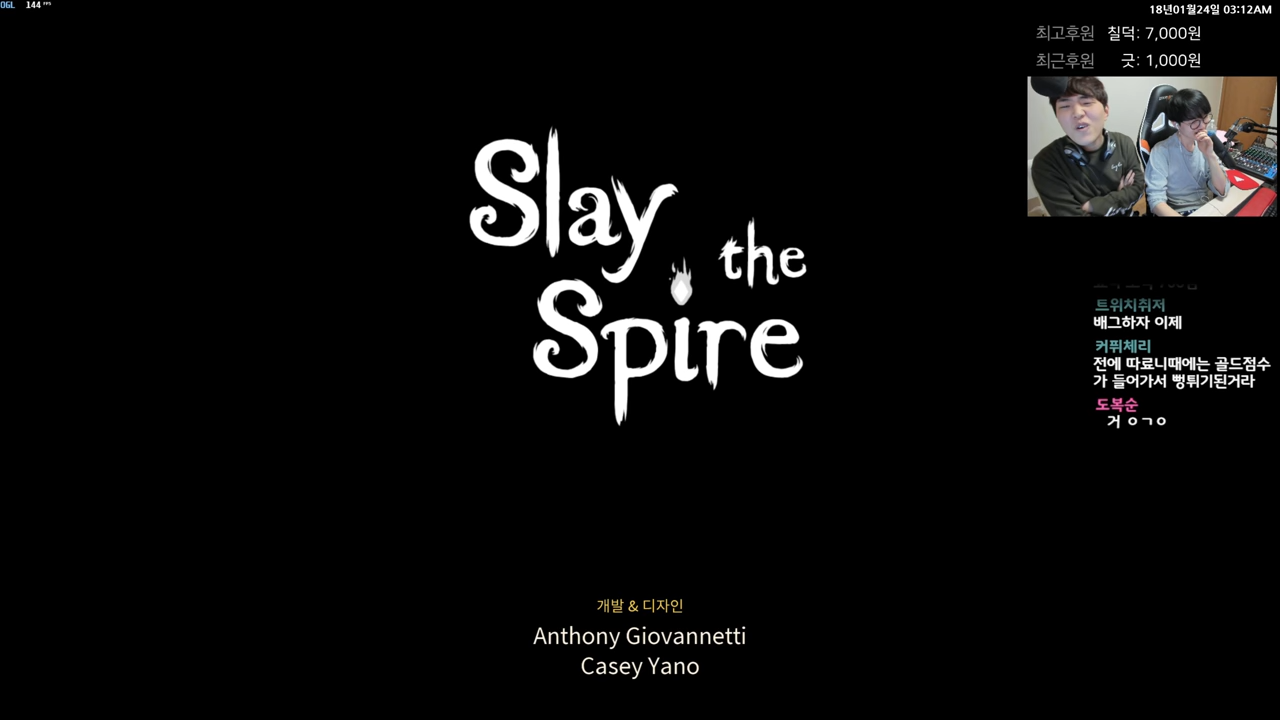 OGL 144 FPS
18년01월24일 03:12AM
최고후원 칠덕: 7,000원
최근후원 굿: 1,000원
Slay
the
Spire
트위치취저
배그하자 이제
커퓌체리
전에 따료니때에는 골드점수
가 들어가서 뻥튀기된거라
도복순
거 ㅇㄱㅇ
개발 & 디자인
Anthony Giovannetti
Casey Yano